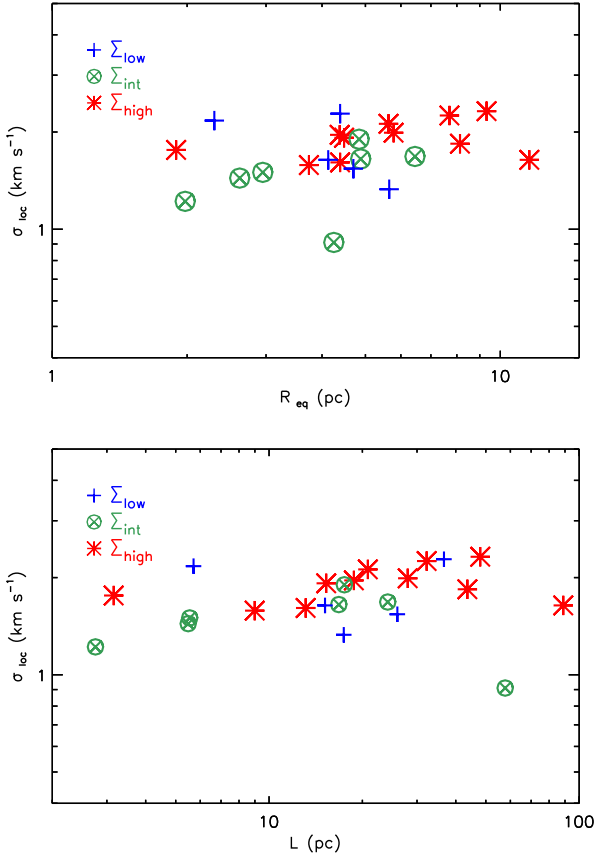 Σlow
Σint
Σhigh
σ loc (km s⁻¹)
1
1
10
R eq (pc)
Σlow
Σint
Σhigh
σ loc (km s⁻¹)
1
10
100
L (pc)